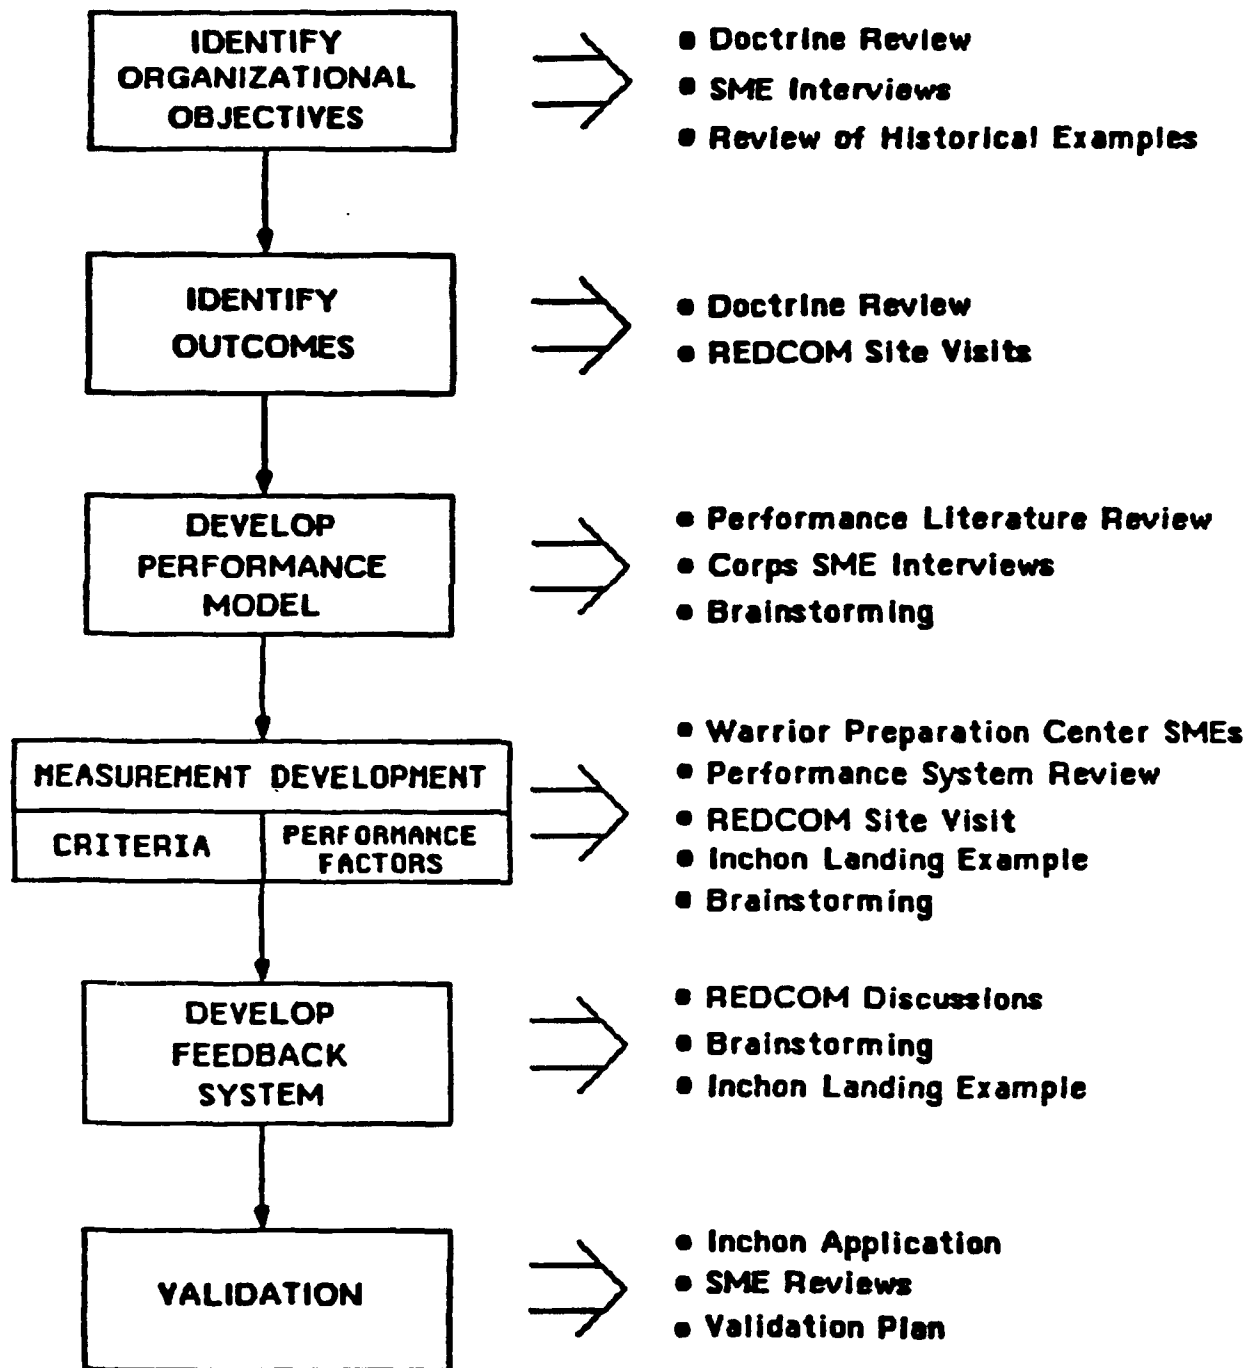 IDENTIFY
ORGANIZATIONAL
OBJECTIVES
• Doctrine Review
• SME Interviews
• Review of Historical Examples
IDENTIFY
OUTCOMES
• Doctrine Review
• REDCOM Site Visits
DEVELOP
PERFORMANCE
MODEL
• Performance Literature Review
• Corps SME Interviews
• Brainstorming
MEASUREMENT DEVELOPMENT
CRITERIA
PERFORMANCE
FACTORS
• Warrior Preparation Center SMEs
• Performance System Review
• REDCOM Site Visit
• Inchon Landing Example
• Brainstorming
DEVELOP
FEEDBACK
SYSTEM
• REDCOM Discussions
• Brainstorming
• Inchon Landing Example
VALIDATION
• Inchon Application
• SME Reviews
• Validation Plan